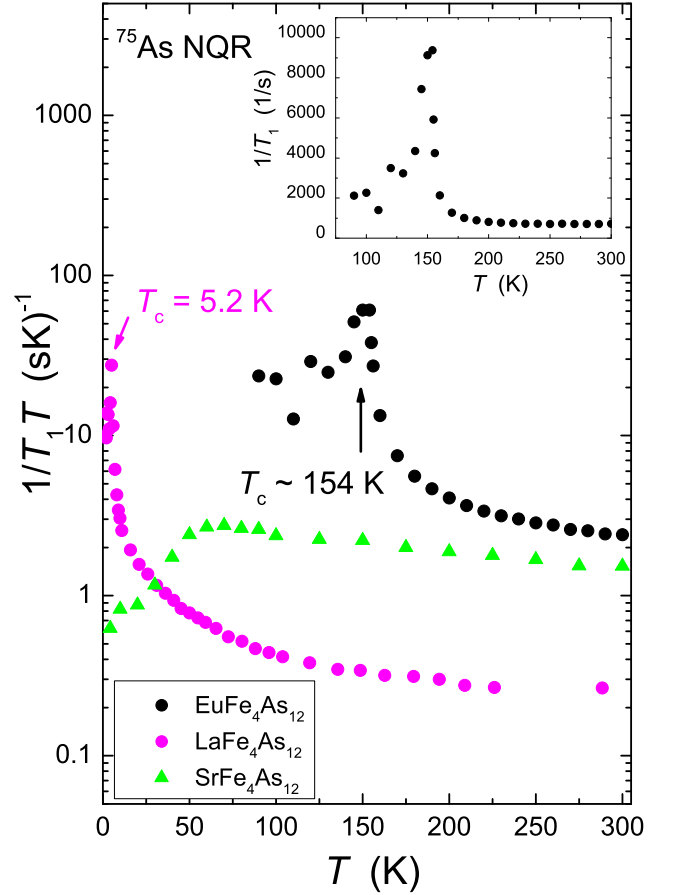 ⁷⁵As NQR
1/T₁T (sK)⁻¹
1000
100
10
1
0.1
0
50
100
150
200
250
300
T (K)
T_c = 5.2 K
T_c ~ 154 K
EuFe₄As₁₂
LaFe₄As₁₂
SrFe₄As₁₂
1/T₁ (1/s)
10000
8000
6000
4000
2000
0
100
150
200
250
300
T (K)